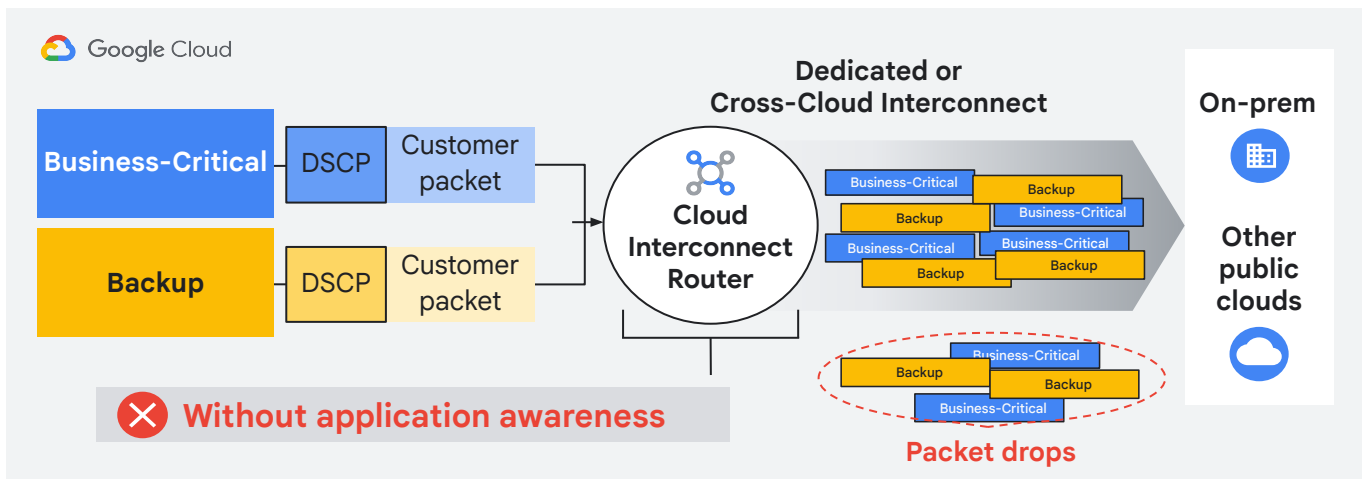 Google Cloud
Dedicated or
Cross-Cloud Interconnect
Business-Critical
DSCP
Customer
packet
Backup
DSCP
Customer
packet
Cloud
Interconnect
Router
Business-Critical
Backup
Backup
Business-Critical
Business-Critical
Business-Critical
Backup
Backup
On-prem
Other
public
clouds
Without application awareness
Business-Critical
Backup
Backup
Business-Critical
Packet drops